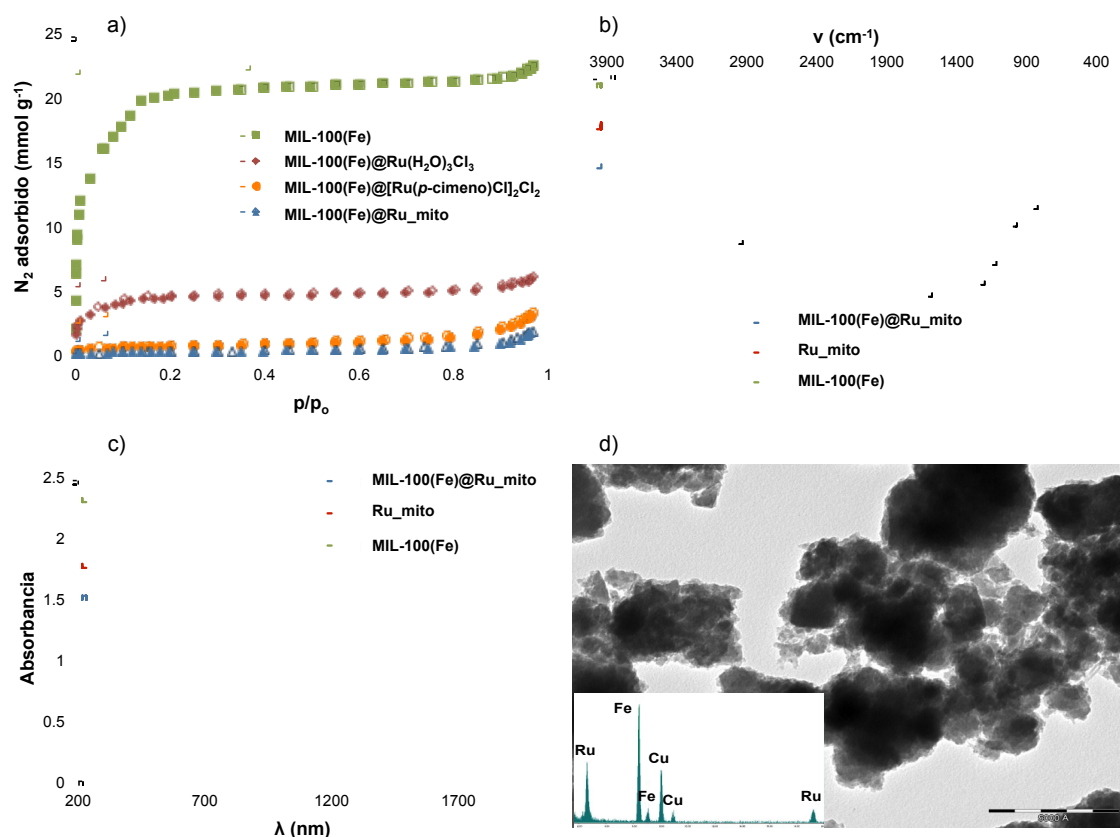 a)
N₂ adsorbido (mmol g⁻¹)
25
20
15
10
5
0
0
0.2
0.4
0.6
0.8
1
p/pₒ
MIL-100(Fe)
MIL-100(Fe)@Ru(H₂O)₃Cl₃
MIL-100(Fe)@[Ru(p-cimeno)Cl]₂Cl₂
MIL-100(Fe)@Ru_mito
b)
ν (cm⁻¹)
3900
3400
2900
2400
1900
1400
900
400
MIL-100(Fe)@Ru_mito
Ru_mito
MIL-100(Fe)
c)
Absorbancia
2.5
2
1.5
1
0.5
0
200
700
1200
1700
λ (nm)
MIL-100(Fe)@Ru_mito
Ru_mito
MIL-100(Fe)
d)
Fe
Ru
Cu
Fe
Cu
Ru